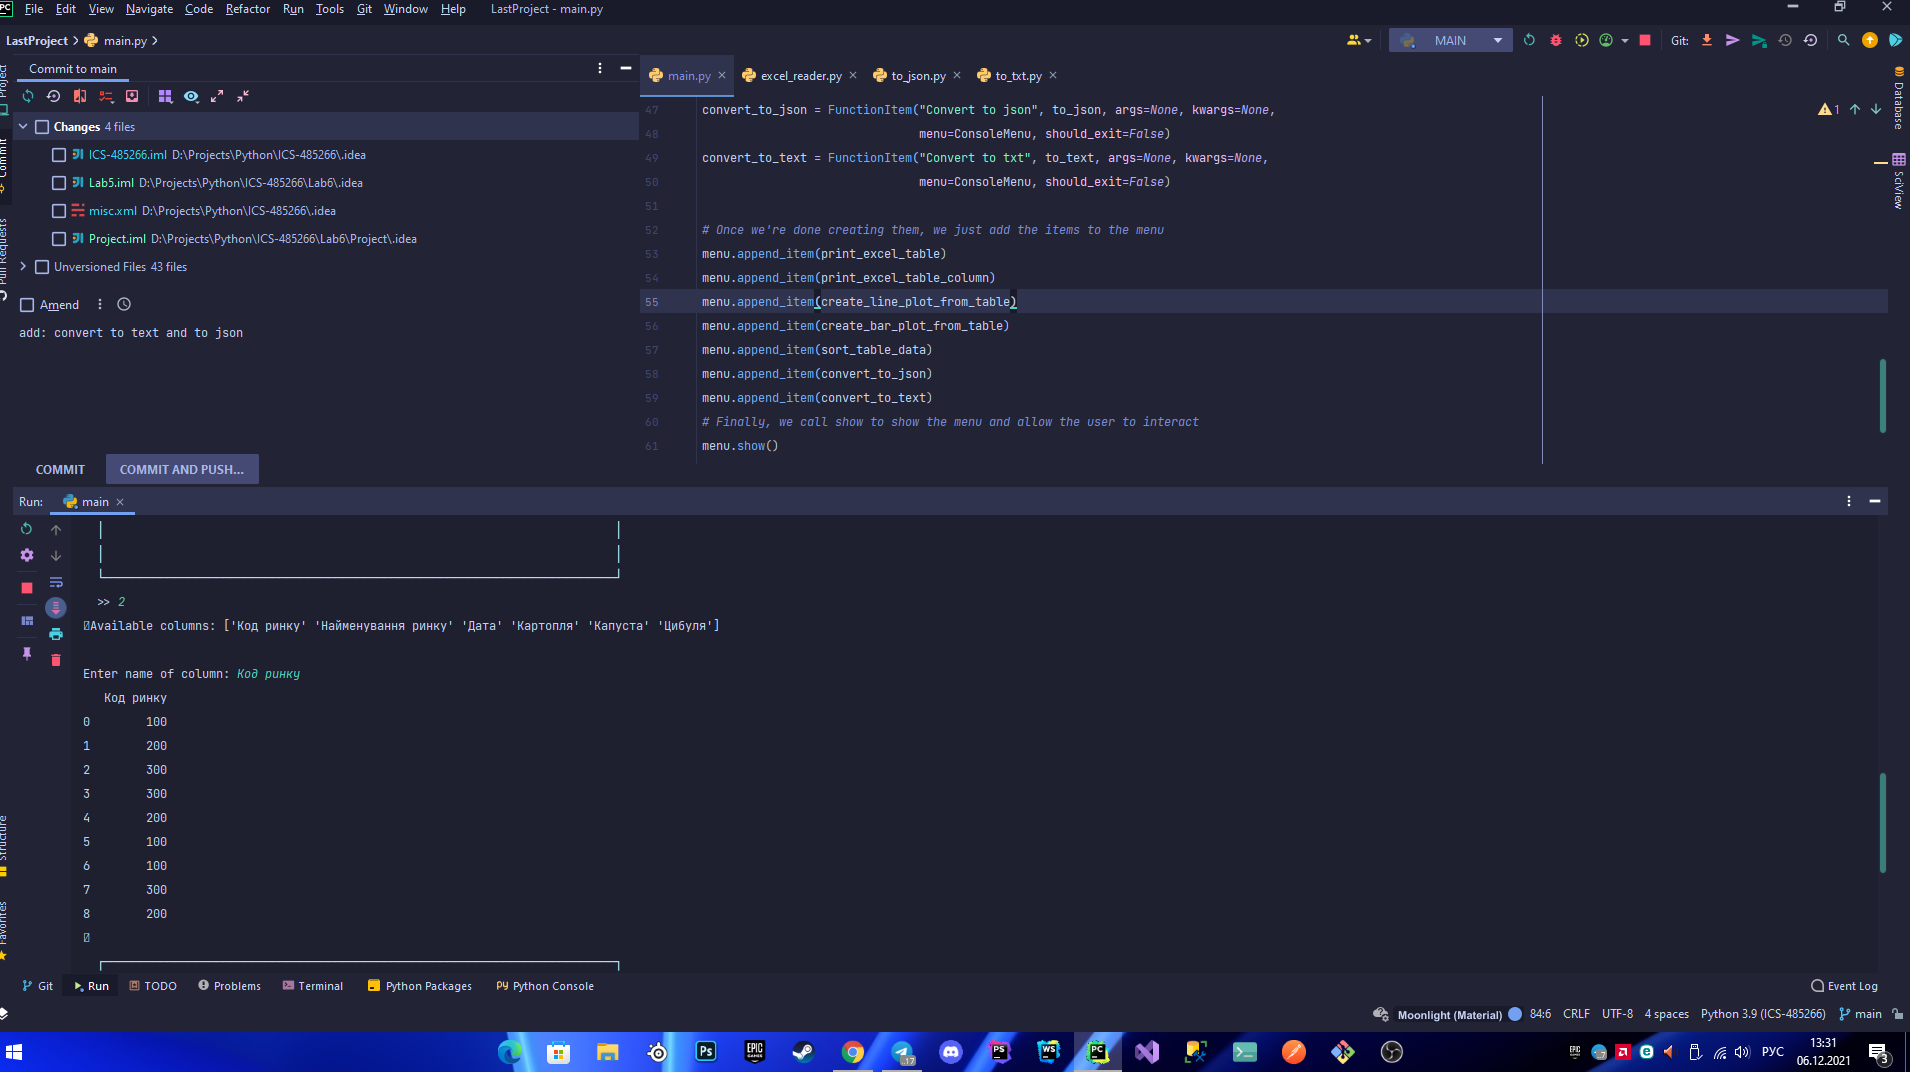 File Edit View Navigate Code Refactor Run Tools Git Window Help LastProject - main.py
LastProject main.py
MAIN
Git:
Commit to main
main.py excel_reader.py to_json.py to_txt.py
Project
Commit
Pull Requests
Structure
Favorites
Changes 4 files
ICS-485266.iml D:\Projects\Python\ICS-485266\.idea
Lab5.iml D:\Projects\Python\ICS-485266\Lab6\.idea
misc.xml D:\Projects\Python\ICS-485266\.idea
Project.iml D:\Projects\Python\ICS-485266\Lab6\Project\.idea
Unversioned Files 43 files
Amend
add: convert to text and to json
COMMIT COMMIT AND PUSH...
47 convert_to_json = FunctionItem("Convert to json", to_json, args=None, kwargs=None,
48 menu=ConsoleMenu, should_exit=False)
49 convert_to_text = FunctionItem("Convert to txt", to_text, args=None, kwargs=None,
50 menu=ConsoleMenu, should_exit=False)
51
52 # Once we're done creating them, we just add the items to the menu
53 menu.append_item(print_excel_table)
54 menu.append_item(print_excel_table_column)
55 menu.append_item(create_line_plot_from_table)
56 menu.append_item(create_bar_plot_from_table)
57 menu.append_item(sort_table_data)
58 menu.append_item(convert_to_json)
59 menu.append_item(convert_to_text)
60 # Finally, we call show to show the menu and allow the user to interact
61 menu.show()
1
Database
SciView
Run: main
>> 2
Available columns: ['Код ринку' 'Найменування ринку' 'Дата' 'Картопля' 'Капуста' 'Цибуля']
Enter name of column: Код ринку
Код ринку
0 100
1 200
2 300
3 300
4 200
5 100
6 100
7 300
8 200
Git Run TODO Problems Terminal Python Packages Python Console Event Log
Moonlight (Material) 84:6 CRLF UTF-8 4 spaces Python 3.9 (ICS-485266) main
РУС
13:31
06.12.2021
3